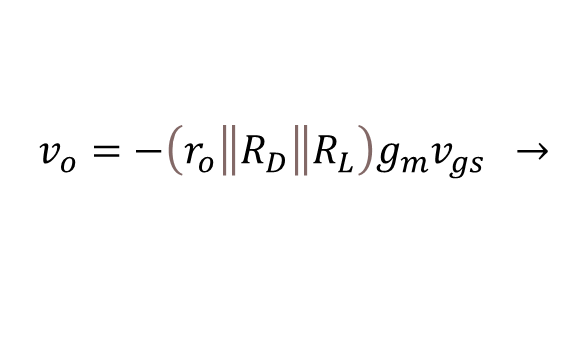 v_o = −(r_o‖R_D‖R_L)g_m v_gs →